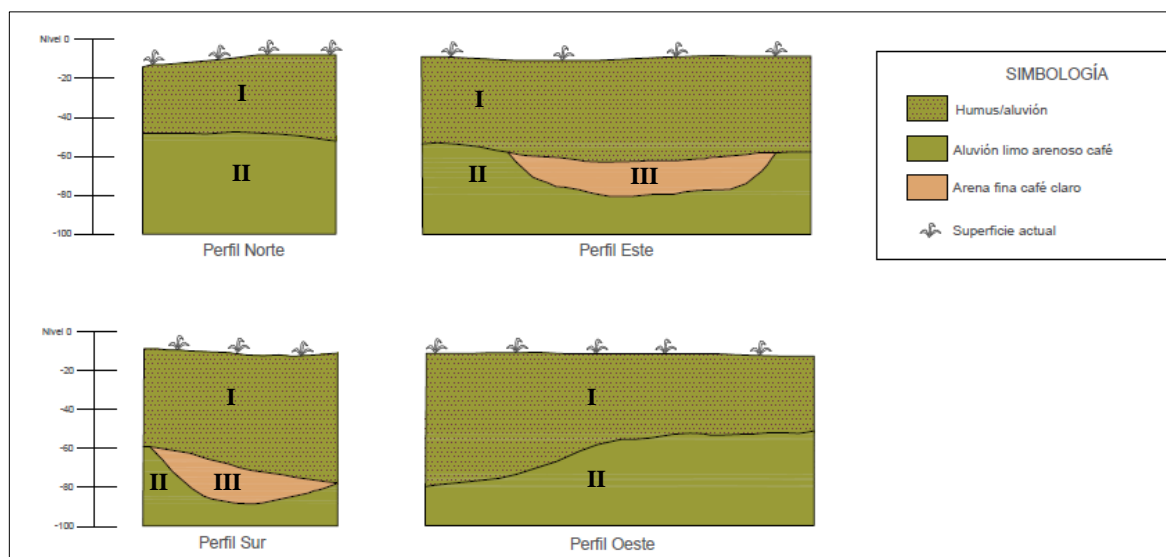 Nivel 0
-20
-40
-60
-80
-100
I
II
Perfil Norte
I
II
III
Perfil Este
SIMBOLOGÍA
Humus/aluvión
Aluvión limo arenoso café
Arena fina café claro
Superficie actual
Nivel 0
-20
-40
-60
-80
-100
I
II
III
Perfil Sur
I
II
Perfil Oeste